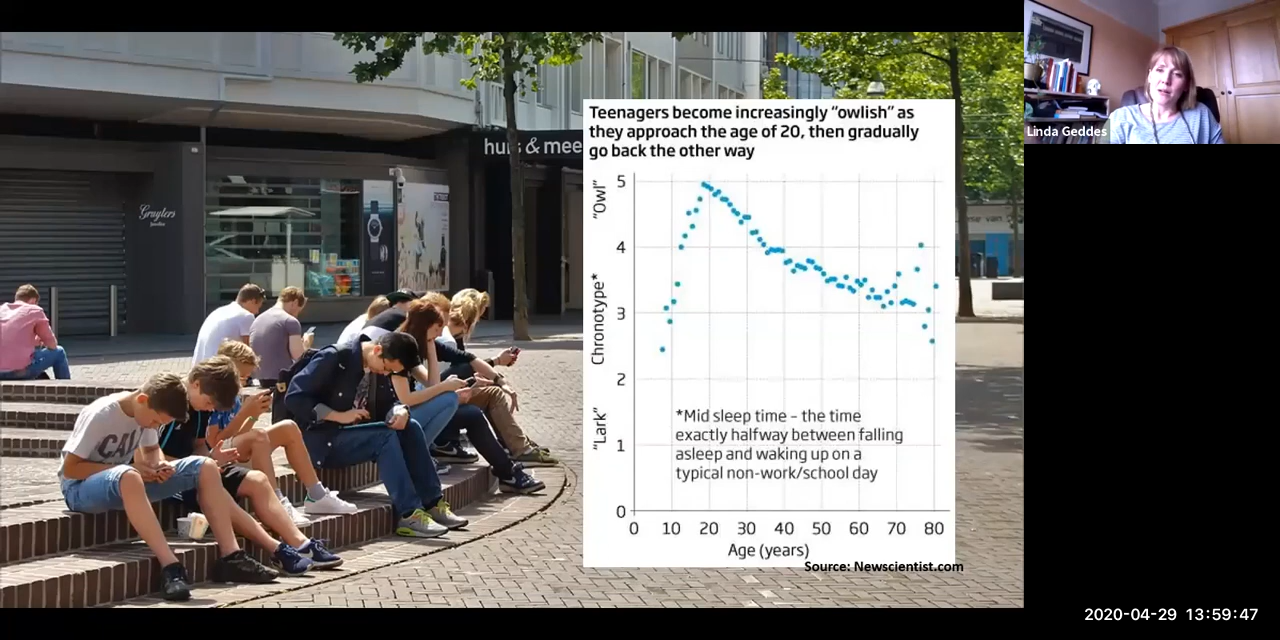 Teenagers become increasingly "owlish" as
they approach the age of 20, then gradually
go back the other way
"Owl"
Chronotype*
"Lark"
5
4
3
2
1
0
*Mid sleep time – the time
exactly halfway between falling
asleep and waking up on a
typical non-work/school day
0 10 20 30 40 50 60 70 80
Age (years)
Source: Newscientist.com
huis & mee
Gruyters
CAL
Linda Geddes
2020-04-29 13:59:47